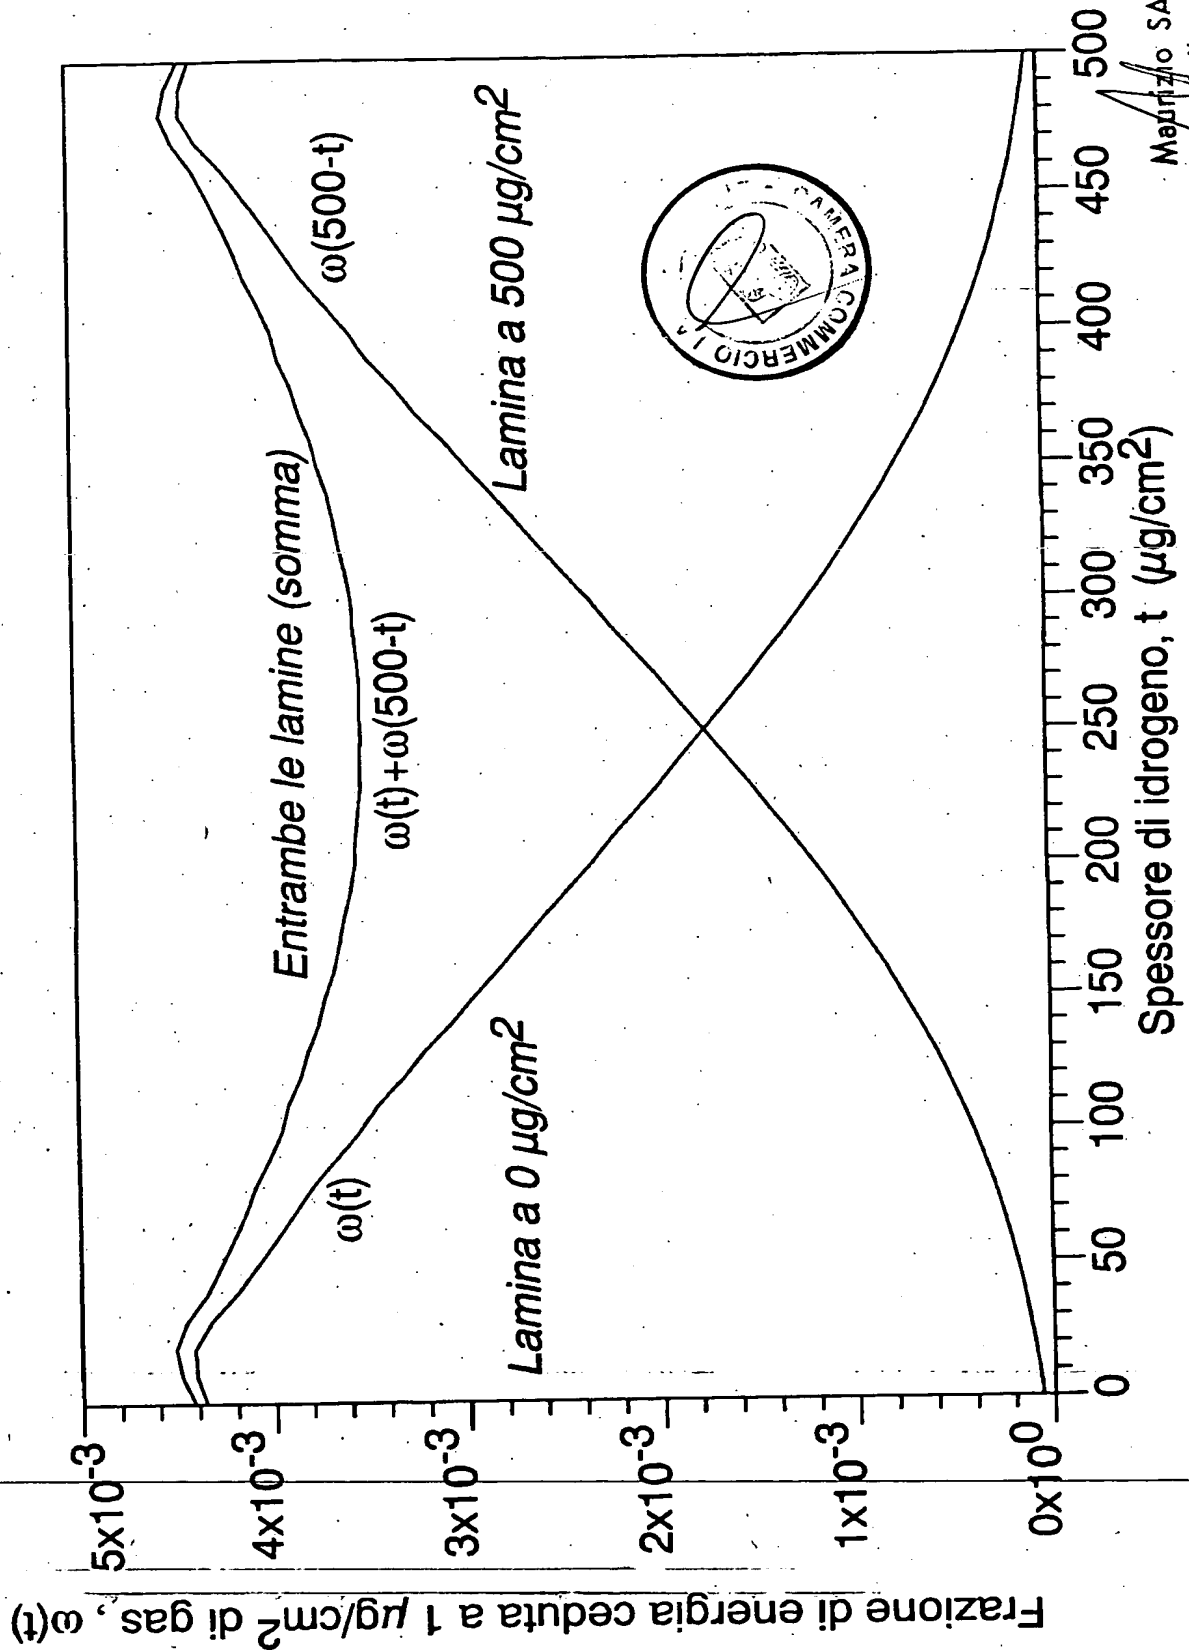 Frazione di energia ceduta a 1 μg/cm² di gas, ω(t)
5x10⁻³
4x10⁻³
3x10⁻³
2x10⁻³
1x10⁻³
0x10⁰
Entrambe le lamine (somma)
ω(t)+ω(500-t)
ω(t)
ω(500-t)
Lamina a 0 μg/cm²
Lamina a 500 μg/cm²
CAMERA COMMERCIO I A
0 50 100 150 200 250 300 350 400 450 500
Spessore di idrogeno, t (μg/cm²)
Maurizio SA